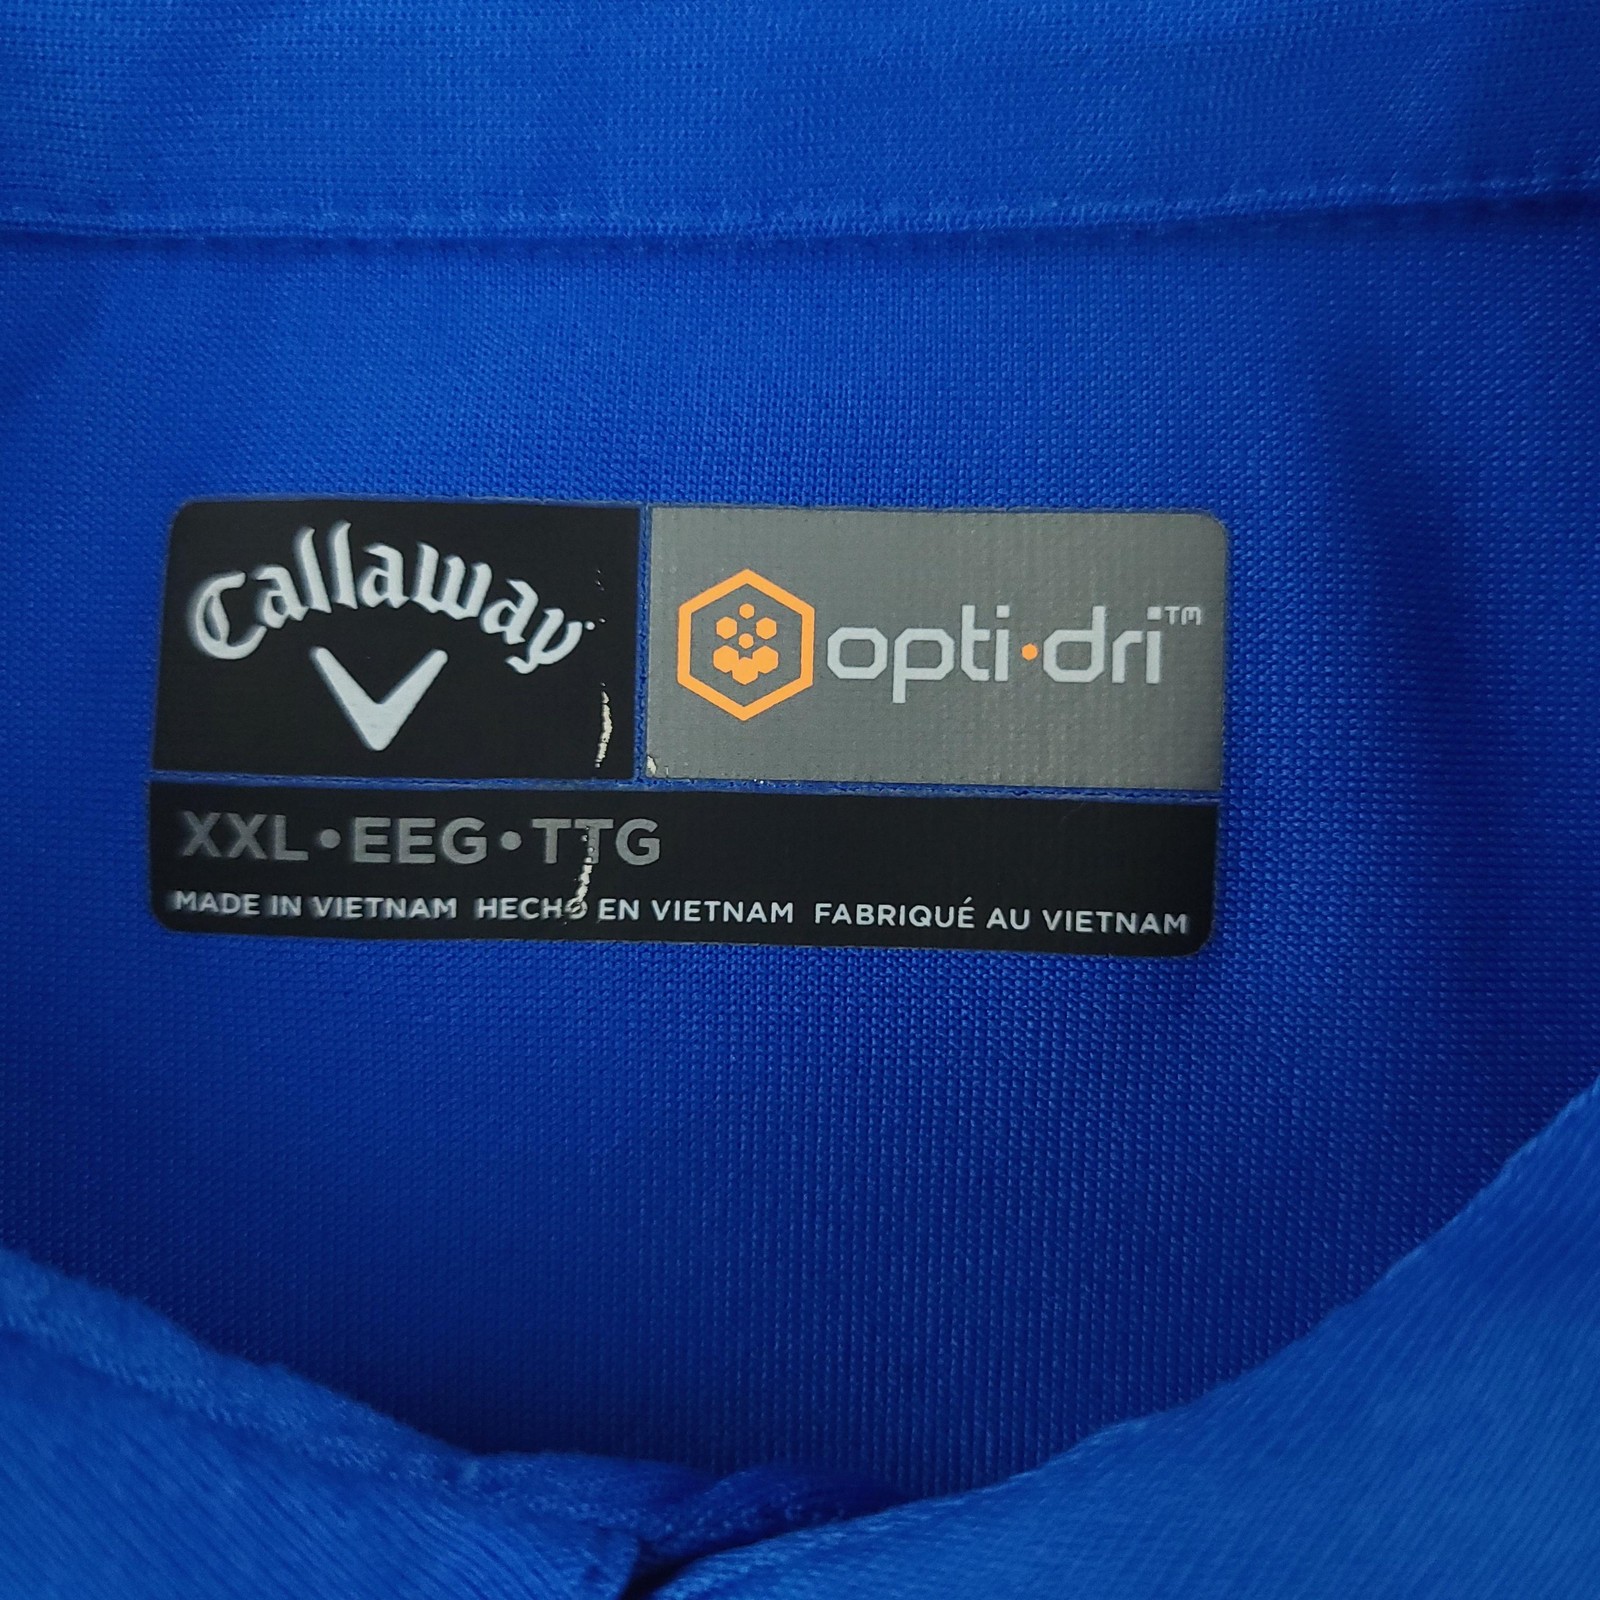 Callaway
opti·dri™
XXL•EEG•TTG
MADE IN VIETNAM HECHO EN VIETNAM FABRIQUÉ AU VIETNAM